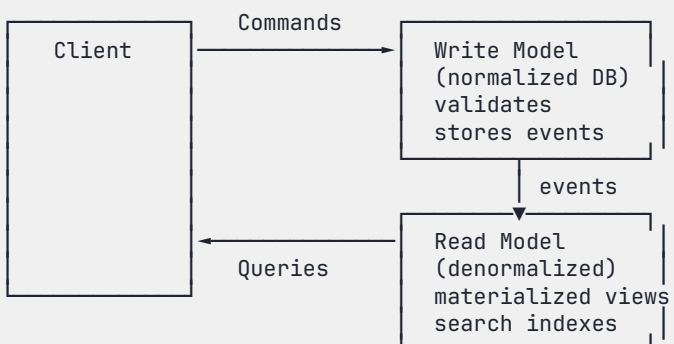 Commands
Client
Write Model
(normalized DB)
validates
stores events
events
Read Model
(denormalized)
materialized views
search indexes
Queries